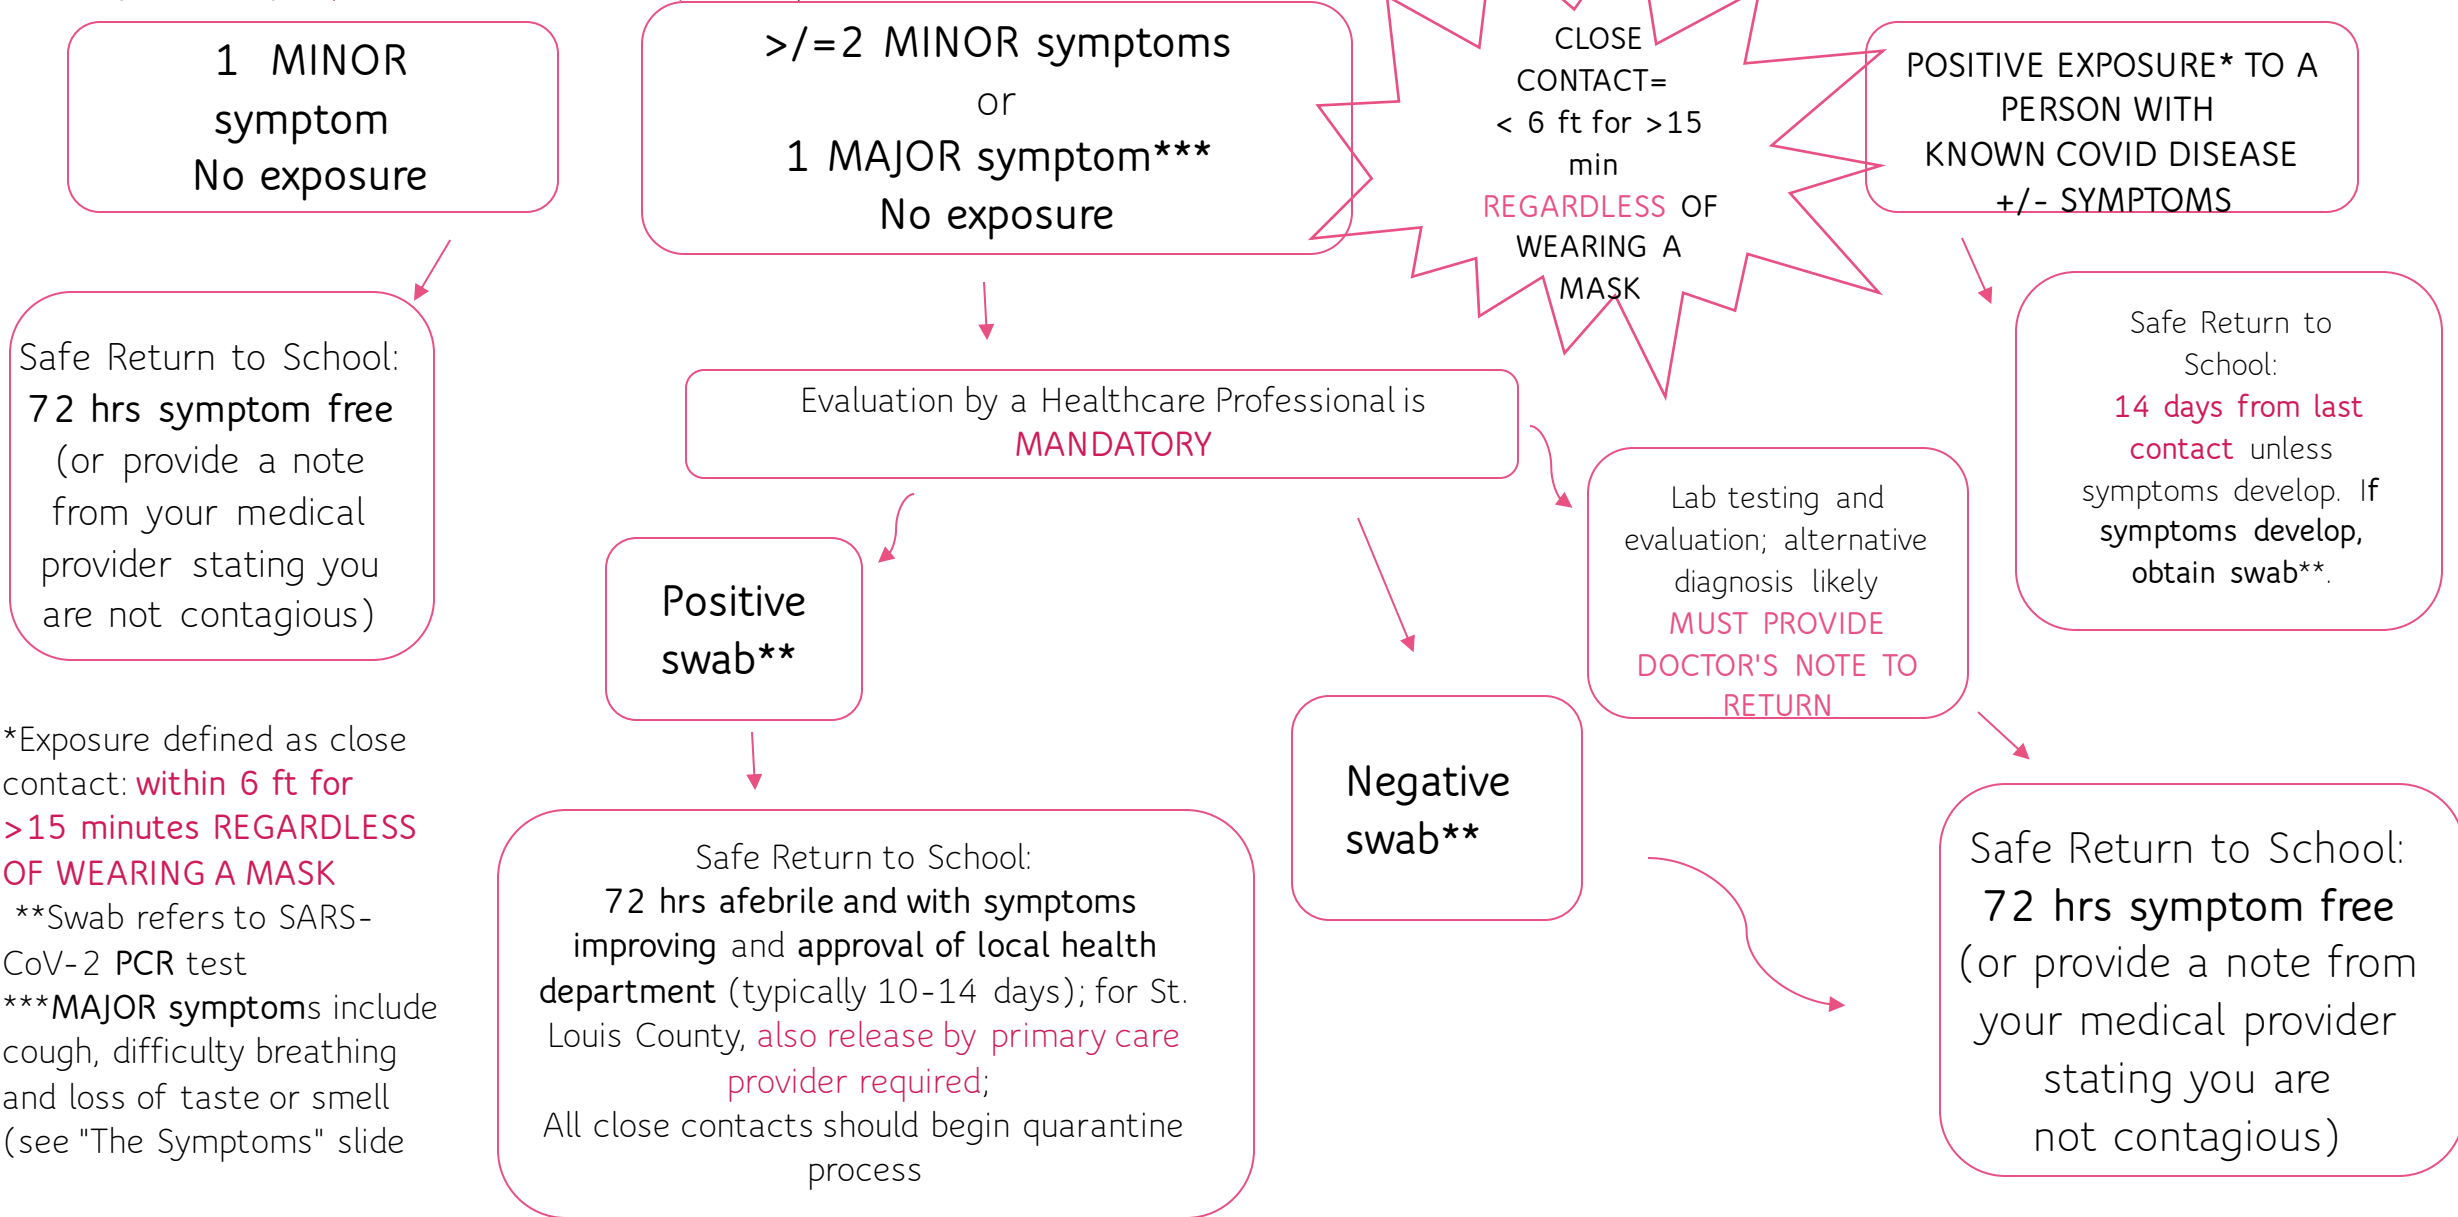 1 MINOR
symptom
No exposure
>/=2 MINOR symptoms
or
1 MAJOR symptom***
No exposure
CLOSE
CONTACT=
< 6 ft for >15
min
REGARDLESS OF
WEARING A
MASK
POSITIVE EXPOSURE* TO A
PERSON WITH
KNOWN COVID DISEASE
+/- SYMPTOMS
Safe Return to School:
72 hrs symptom free
(or provide a note
from your medical
provider stating you
are not contagious)
Evaluation by a Healthcare Professional is
MANDATORY
Safe Return to
School:
14 days from last
contact unless
symptoms develop. If
symptoms develop,
obtain swab**.
Lab testing and
evaluation; alternative
diagnosis likely
MUST PROVIDE
DOCTOR'S NOTE TO
RETURN
Positive
swab**
Negative
swab**
*Exposure defined as close
contact: within 6 ft for
>15 minutes REGARDLESS
OF WEARING A MASK
**Swab refers to SARS-
CoV-2 PCR test
***MAJOR symptoms include
cough, difficulty breathing
and loss of taste or smell
(see "The Symptoms" slide
Safe Return to School:
72 hrs afebrile and with symptoms
improving and approval of local health
department (typically 10-14 days); for St.
Louis County, also release by primary care
provider required;
All close contacts should begin quarantine
process
Safe Return to School:
72 hrs symptom free
(or provide a note from
your medical provider
stating you are
not contagious)